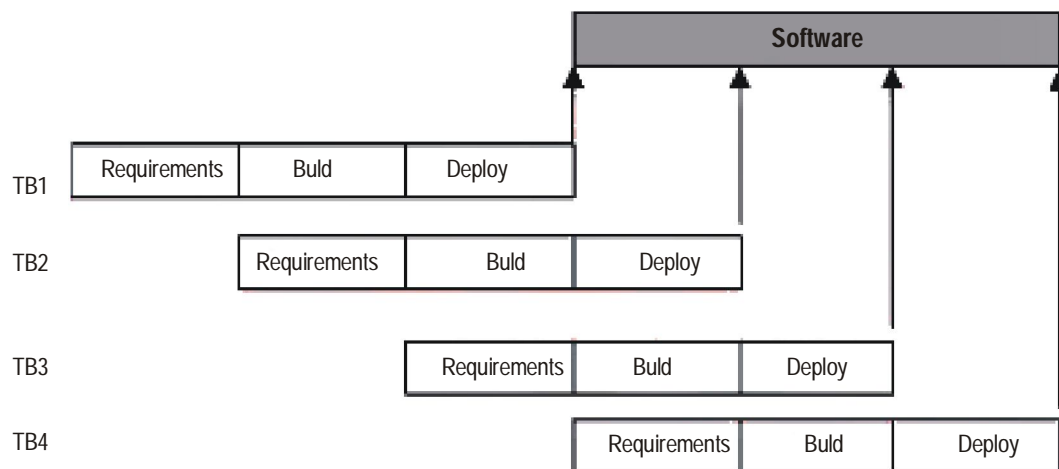 Software
TB1 Requirements Buld Deploy
TB2 Requirements Buld Deploy
TB3 Requirements Buld Deploy
TB4 Requirements Buld Deploy